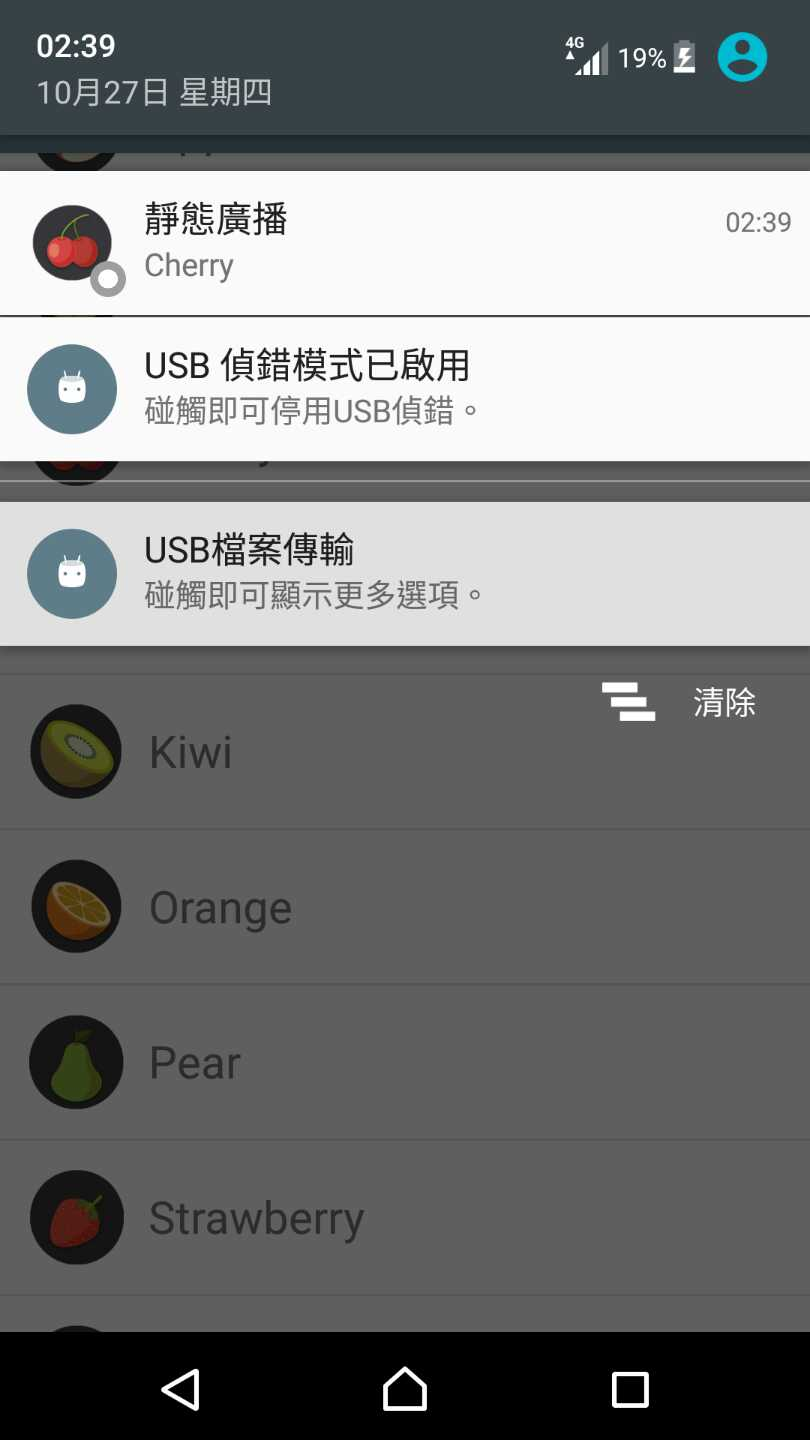 02:39
4G
19%
10月27日 星期四
靜態廣播
02:39
Cherry
USB 偵錯模式已啟用
碰觸即可停用USB偵錯。
USB檔案傳輸
碰觸即可顯示更多選項。
清除
Kiwi
Orange
Pear
Strawberry